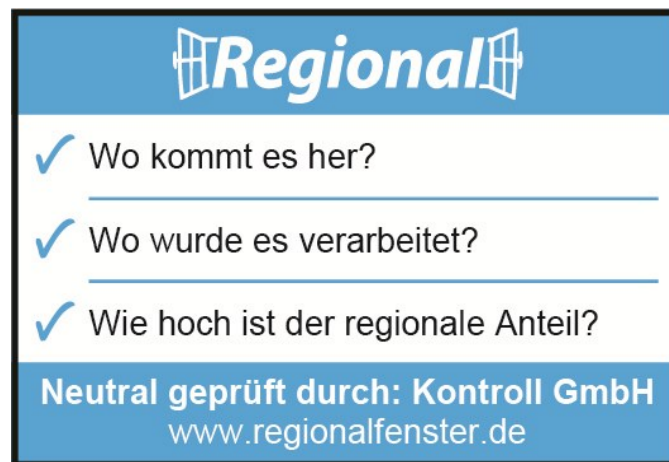 Regional
Wo kommt es her?
Wo wurde es verarbeitet?
Wie hoch ist der regionale Anteil?
Neutral geprüft durch: Kontroll GmbH
www.regionalfenster.de